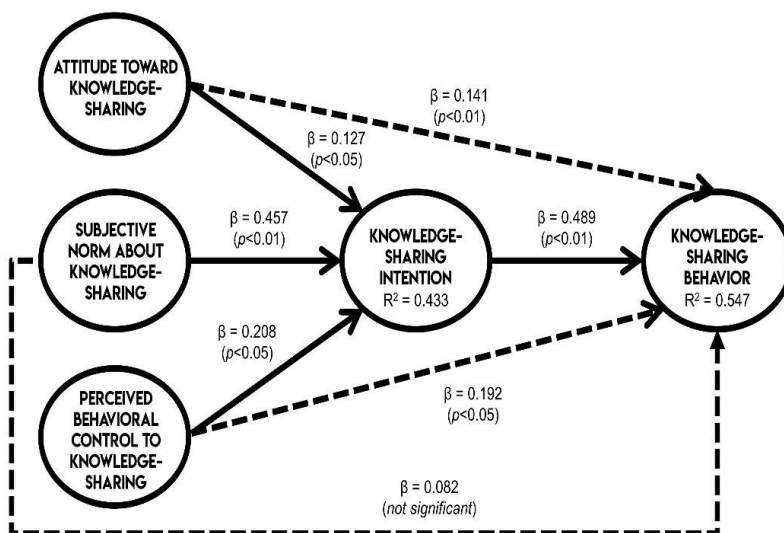 ATTITUDE TOWARD
KNOWLEDGE-
SHARING
β = 0.141
(p<0.01)
β = 0.127
(p<0.05)
SUBJECTIVE
NORM ABOUT
KNOWLEDGE-
SHARING
β = 0.457
(p<0.01)
KNOWLEDGE-
SHARING
INTENTION
R² = 0.433
β = 0.489
(p<0.01)
KNOWLEDGE-
SHARING
BEHAVIOR
R² = 0.547
β = 0.208
(p<0.05)
PERCEIVED
BEHAVIORAL
CONTROL TO
KNOWLEDGE-
SHARING
β = 0.192
(p<0.05)
β = 0.082
(not significant)